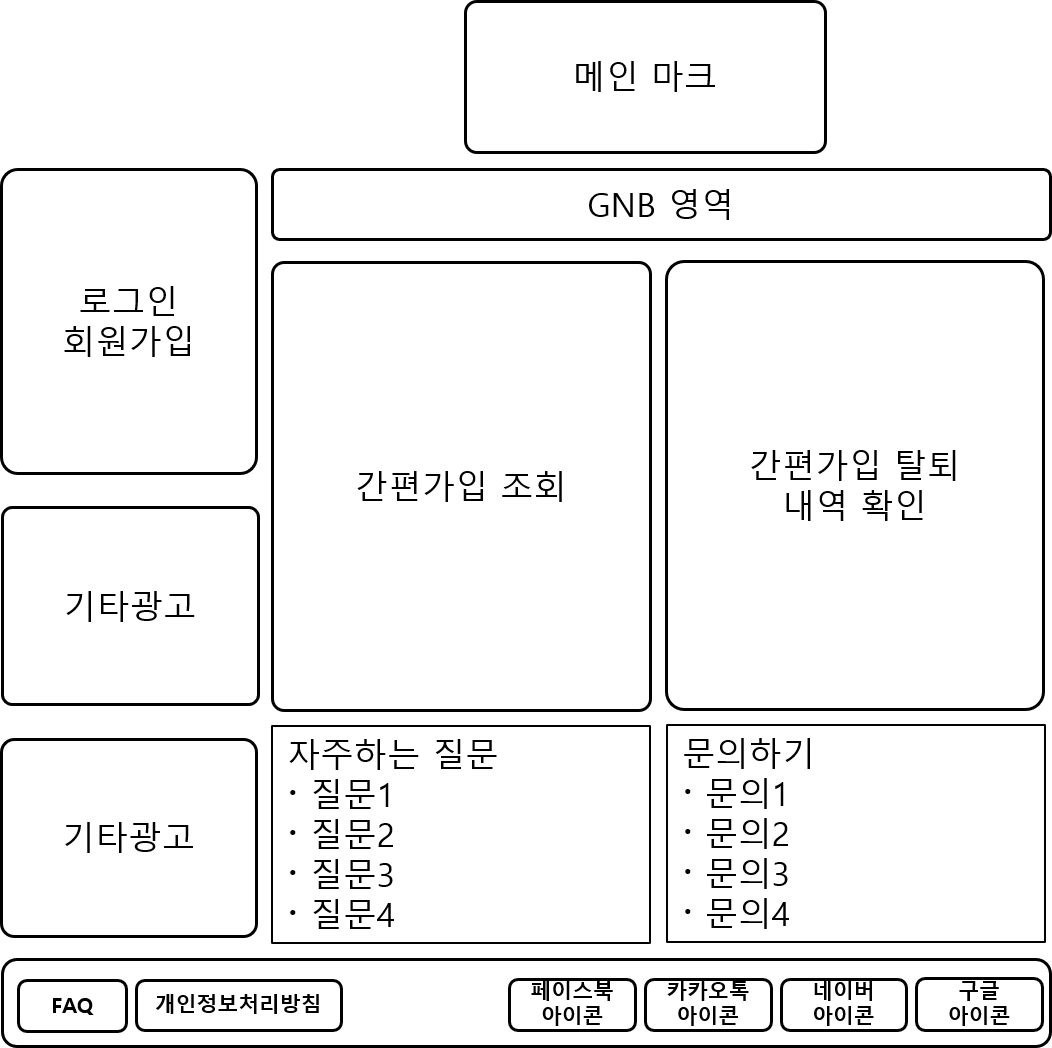 메인 마크
GNB 영역
로그인
회원가입
간편가입 조회
간편가입 탈퇴
내역 확인
기타광고
기타광고
자주하는 질문
· 질문1
· 질문2
· 질문3
· 질문4
문의하기
· 문의1
· 문의2
· 문의3
· 문의4
FAQ
개인정보처리방침
페이스북
아이콘
카카오톡
아이콘
네이버
아이콘
구글
아이콘